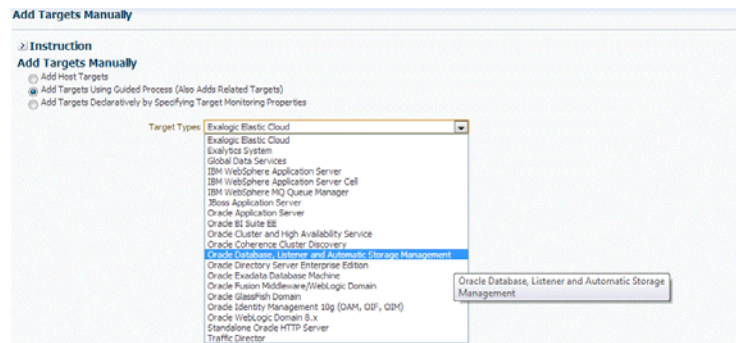 Add Targets Manually
Instruction
Add Targets Manually
Add Host Targets
Add Targets Using Guided Process (Also Adds Related Targets)
Add Targets Declaratively by Specifying Target Monitoring Properties
Target Types Exalogic Elastic Cloud
Exalogic Elastic Cloud
Exalytics System
Global Data Services
IBM WebSphere Application Server
IBM WebSphere Application Server Cell
IBM WebSphere MQ Queue Manager
JBoss Application Server
Oracle Application Server
Oracle BI Suite EE
Oracle Cluster and High Availability Service
Oracle Coherence Cluster Discovery
Oracle Database, Listener and Automatic Storage Management
Oracle Directory Server Enterprise Edition
Oracle Exadata Database Machine
Oracle Fusion Middleware/WebLogic Domain
Oracle GlassFish Domain
Oracle Identity Management 10g (OAM, OIF, OIM)
Oracle WebLogic Domain 8.x
Standalone Oracle HTTP Server
Traffic Director
Oracle Database, Listener and Automatic Storage
Management